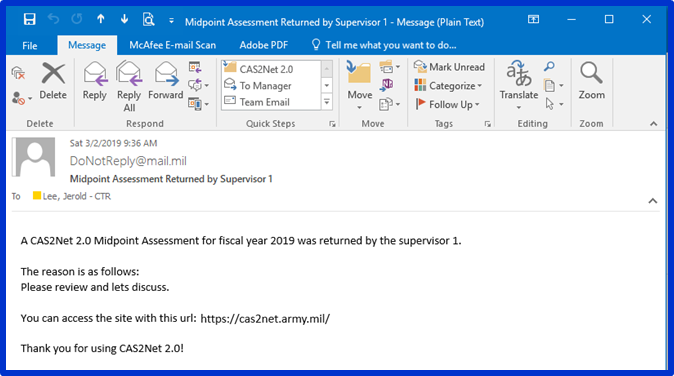 Midpoint Assessment Returned by Supervisor 1 - Message (Plain Text)
File Message McAfee E-mail Scan Adobe PDF Tell me what you want to do...
Delete
Reply
Reply All
Forward
CAS2Net 2.0
To Manager
Team Email
Move
Mark Unread
Categorize
Follow Up
Translate
Zoom
Delete Respond Quick Steps Move Tags Editing Zoom
Sat 3/2/2019 9:36 AM
DoNotReply@mail.mil
Midpoint Assessment Returned by Supervisor 1
To Lee, Jerold - CTR
A CAS2Net 2.0 Midpoint Assessment for fiscal year 2019 was returned by the supervisor 1.
The reason is as follows:
Please review and lets discuss.
You can access the site with this url: https://cas2net.army.mil/
Thank you for using CAS2Net 2.0!